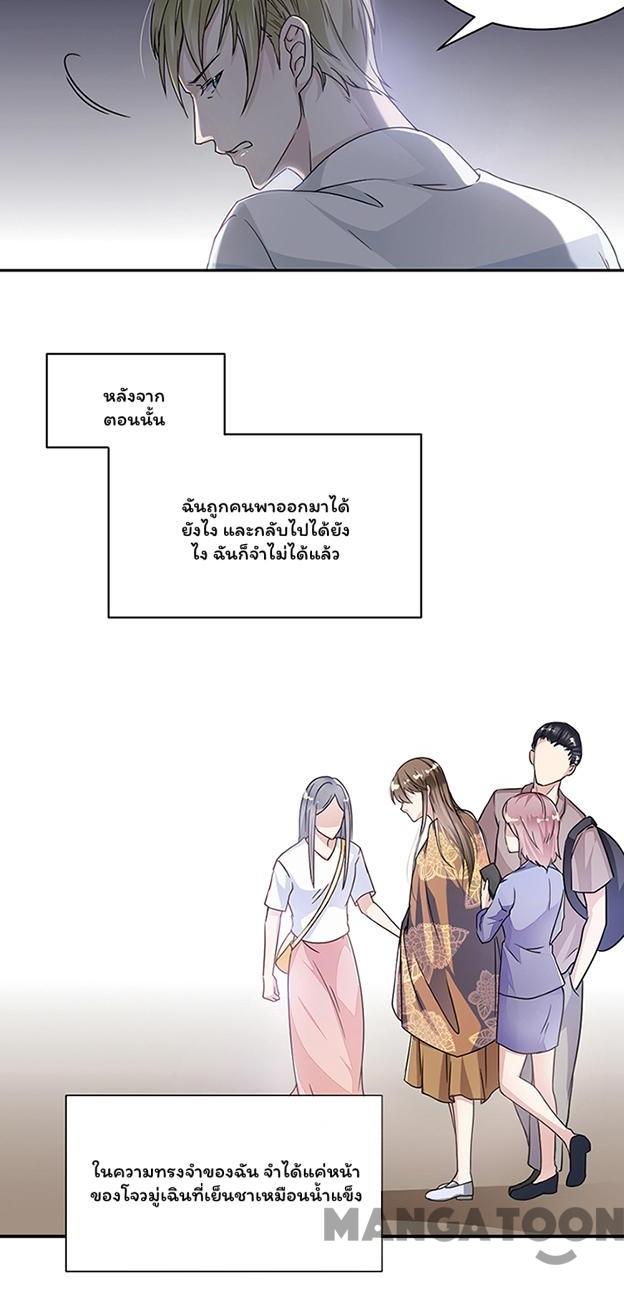 หลังจาก
ตอนนั้น
ฉันถูกคนพาออกมาได้
ยังไง และกลับไปได้ยัง
ไง ฉันก็จำไม่ได้แล้ว
ในความทรงจำของฉัน จำได้แค่หน้า
ของโจวมู่เฉินที่เย็นชาเหมือนน้ำแข็ง
MANGATOON